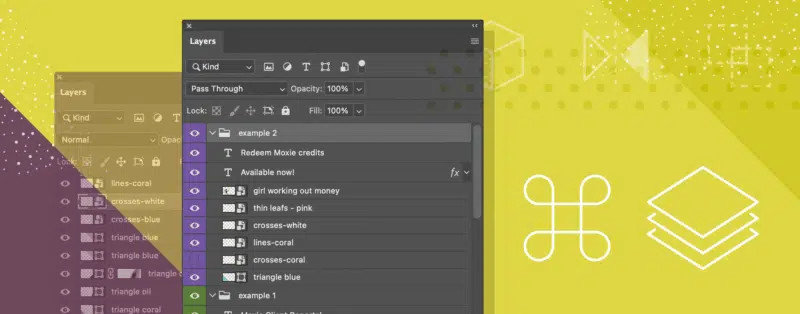 Layers
Kind
Pass Through Opacity: 100%
Lock: Fill: 100%
example 2
T Redeem Moxie credits
T Available now! fx
girl working out money
thin leafs - pink
crosses-white
lines-coral
crosses-coral
triangle blue
example 1
Layers
Kind
Normal
Lock:
lines-coral
crosses-white
crosses-blue
triangle blue
triangle blue
triangle
triangle oil
triangle coral